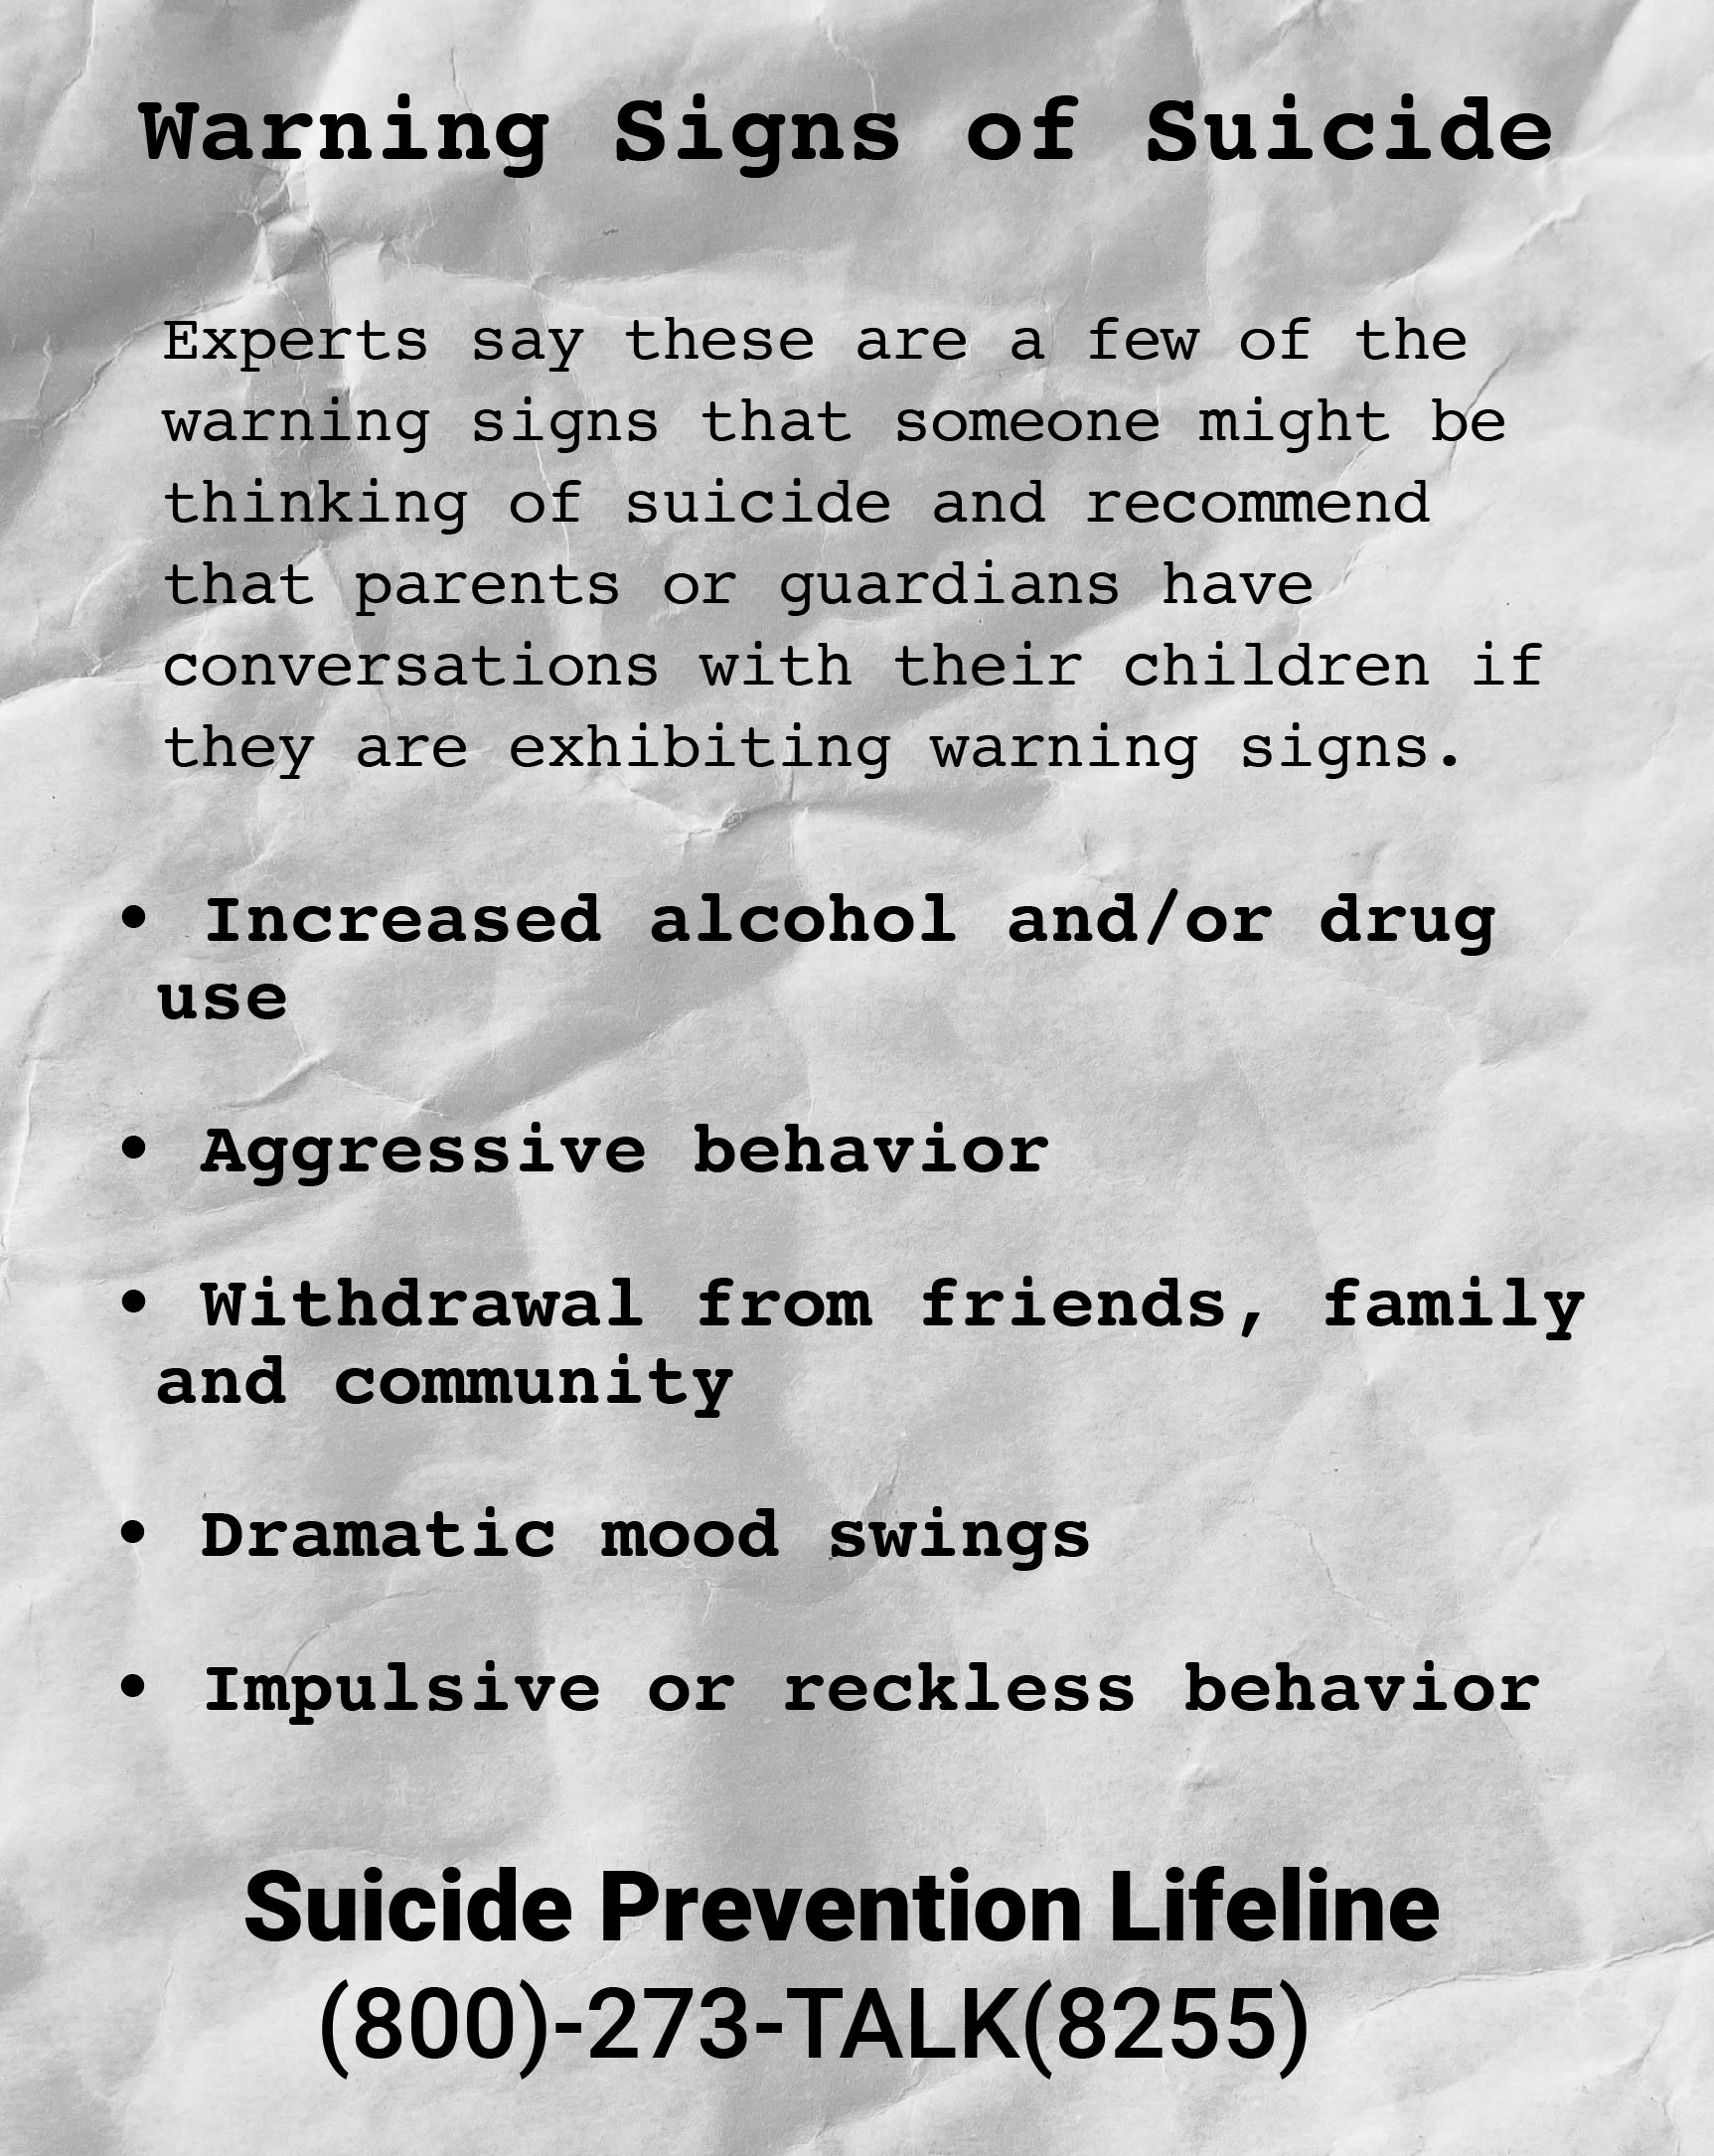 Warning Signs of Suicide
Experts say these are a few of the
warning signs that someone might be
thinking of suicide and recommend
that parents or guardians have
conversations with their children if
they are exhibiting warning signs.
• Increased alcohol and/or drug
use
• Aggressive behavior
• Withdrawal from friends, family
and community
• Dramatic mood swings
• Impulsive or reckless behavior
Suicide Prevention Lifeline
(800)-273-TALK(8255)